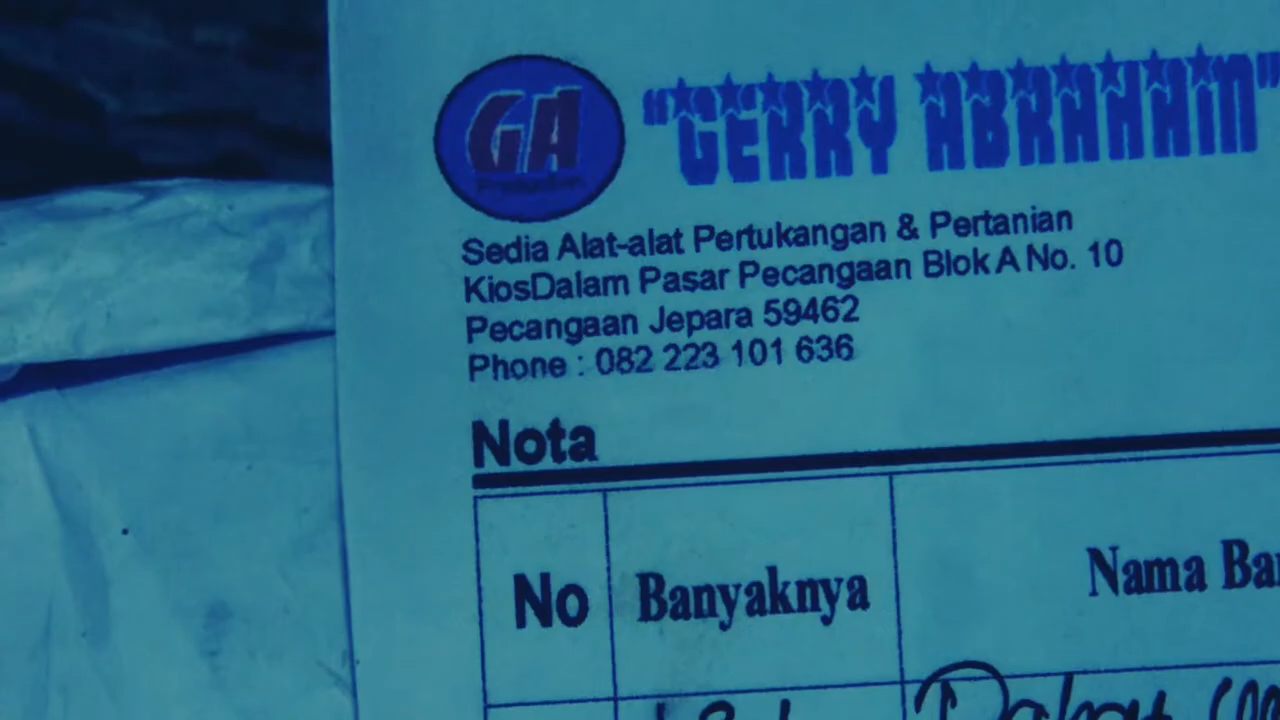 GA
"GERRY ABRAHAM"
Sedia Alat-alat Pertukangan & Pertanian
KiosDalam Pasar Pecangaan Blok A No. 10
Pecangaan Jepara 59462
Phone : 082 223 101 636
Nota
No Banyaknya Nama